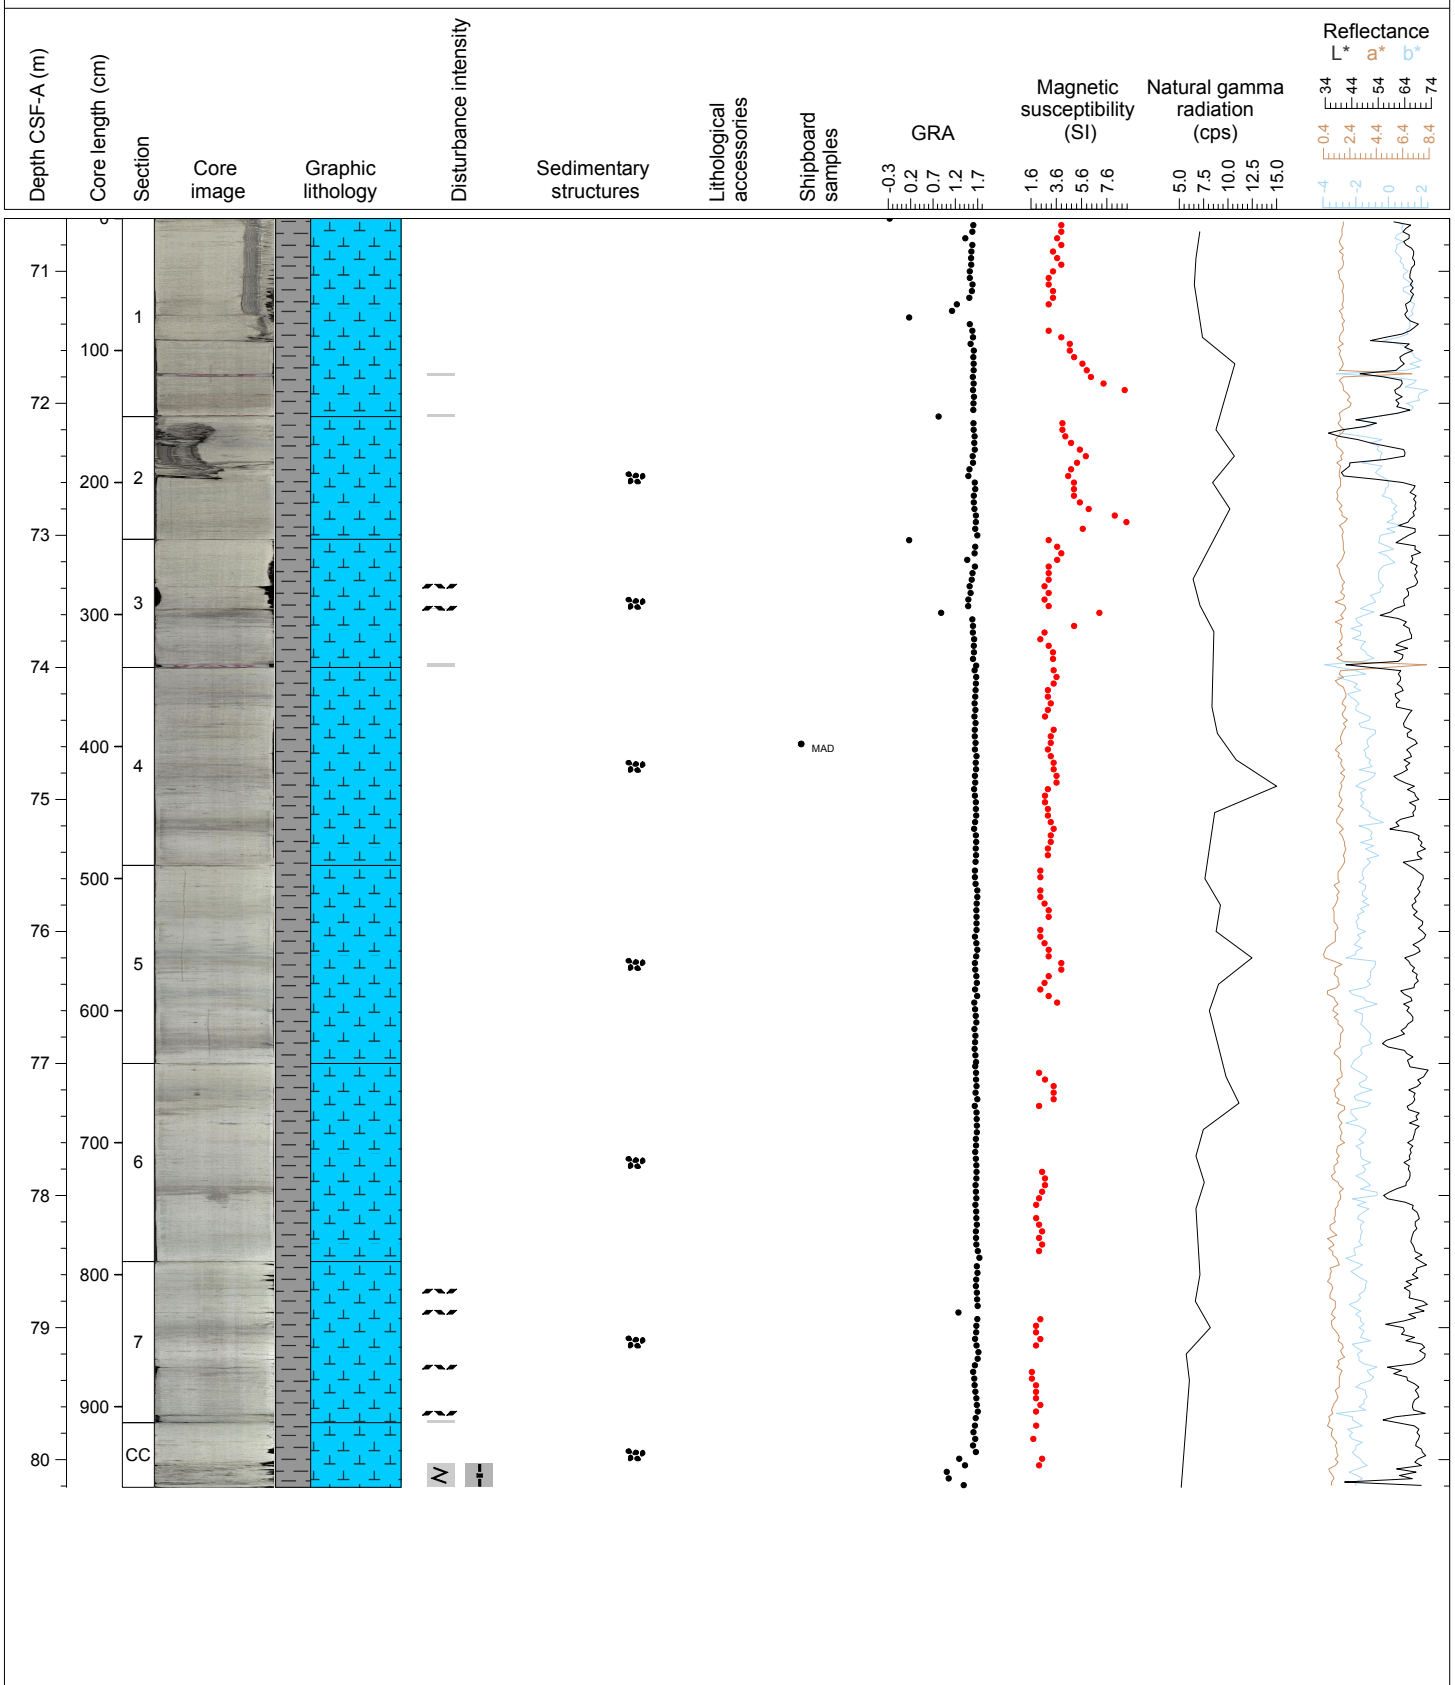 Depth CSF-A (m)
Core length (cm)
Section
Core
image
Graphic
lithology
Disturbance intensity
Sedimentary
structures
Lithological
accessories
Shipboard
samples
GRA
-0.3 0.2 0.7 1.2 1.7
Magnetic
susceptibility
(SI)
1.6 3.6 5.6 7.6
Natural gamma
radiation
(cps)
5.0 7.5 10.0 12.5 15.0
Reflectance
L* a* b*
34 44 54 64 74
0.4 2.4 4.4 6.4 8.4
-4 -2 0 2
71
1
100
72
2
200
73
3
300
74
400
MAD
4
75
500
76
5
600
77
700
6
78
800
79
7
900
CC
80